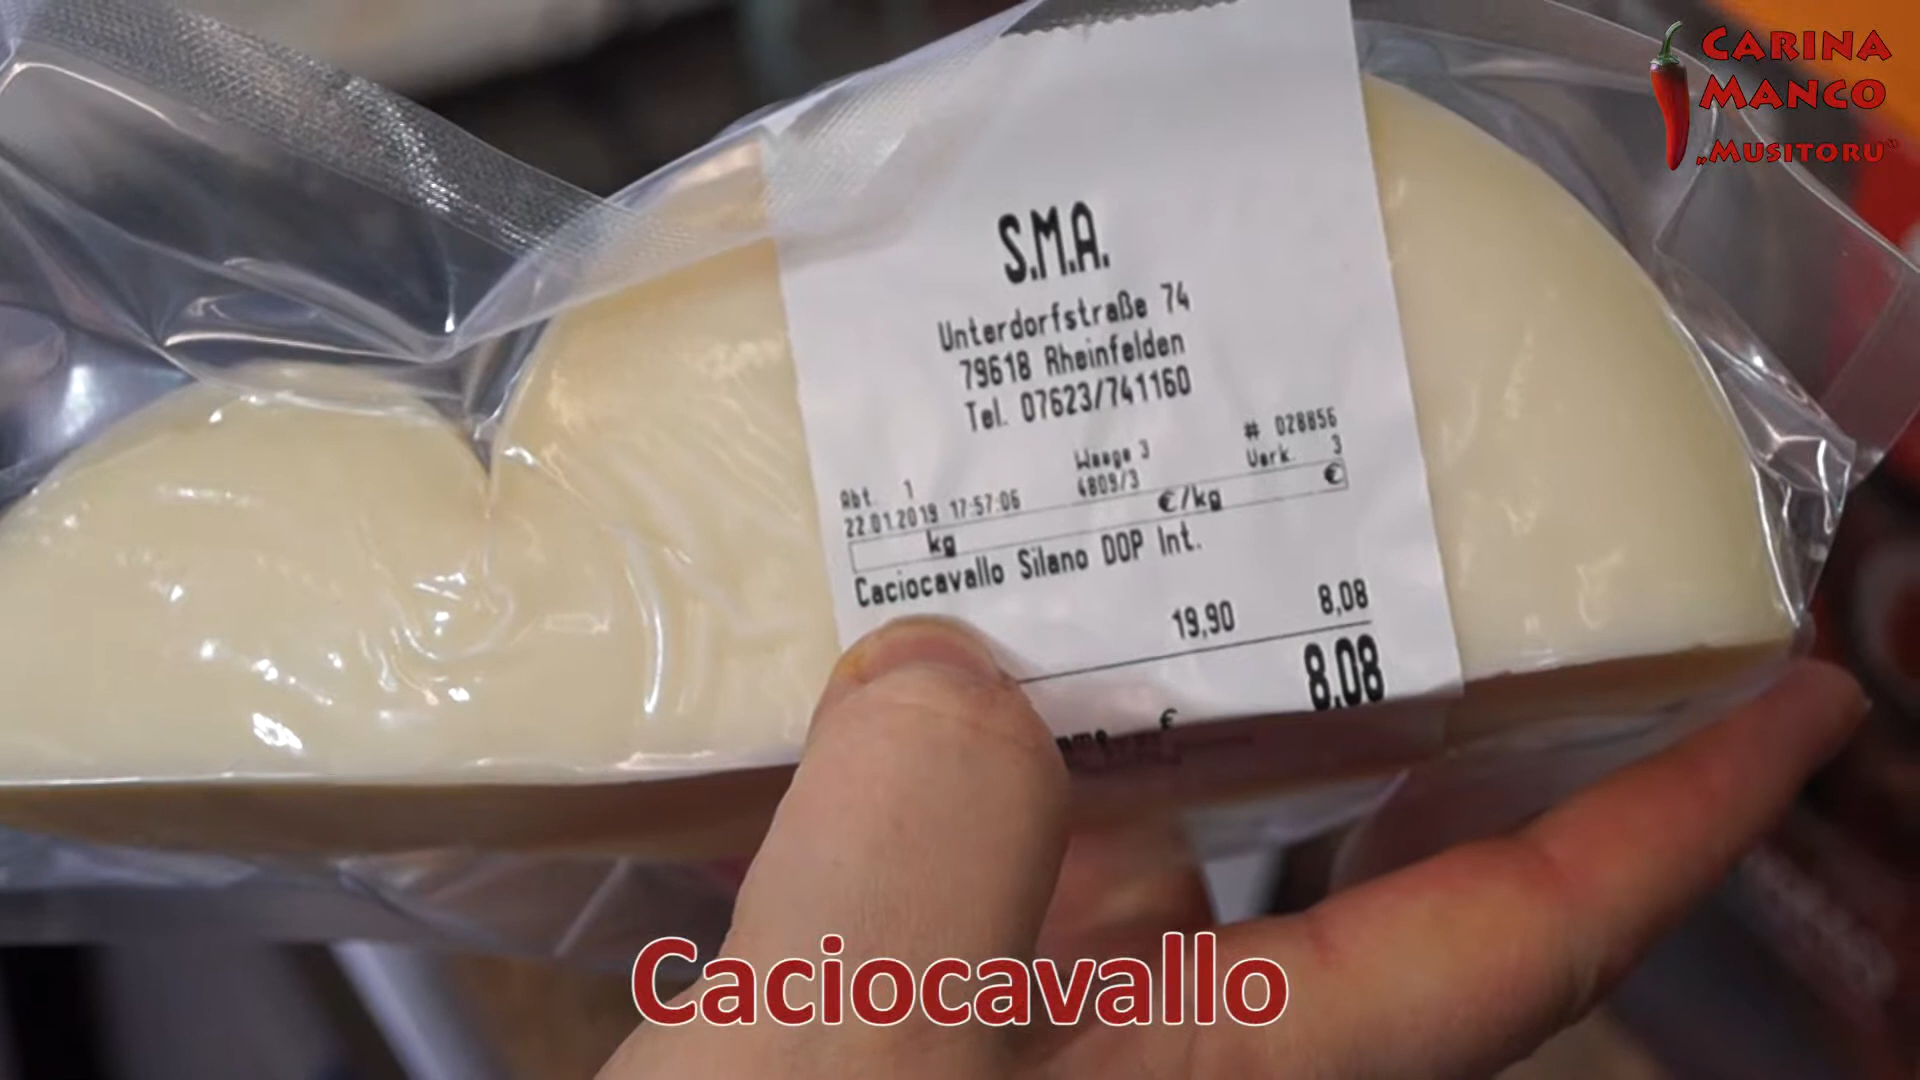 CARINA
MANCO
„MUSITORU“
S.M.A.
Unterdorfstraße 74
79618 Rheinfelden
Tel. 07623/741160
Abt. 1 Waage 3 # 028856
22.01.2019 17:57:06 4809/3 Verk. 3
kg €/kg €
Caciocavallo Silano DOP Int.
19,90 8,08
8,08
€
Caciocavallo